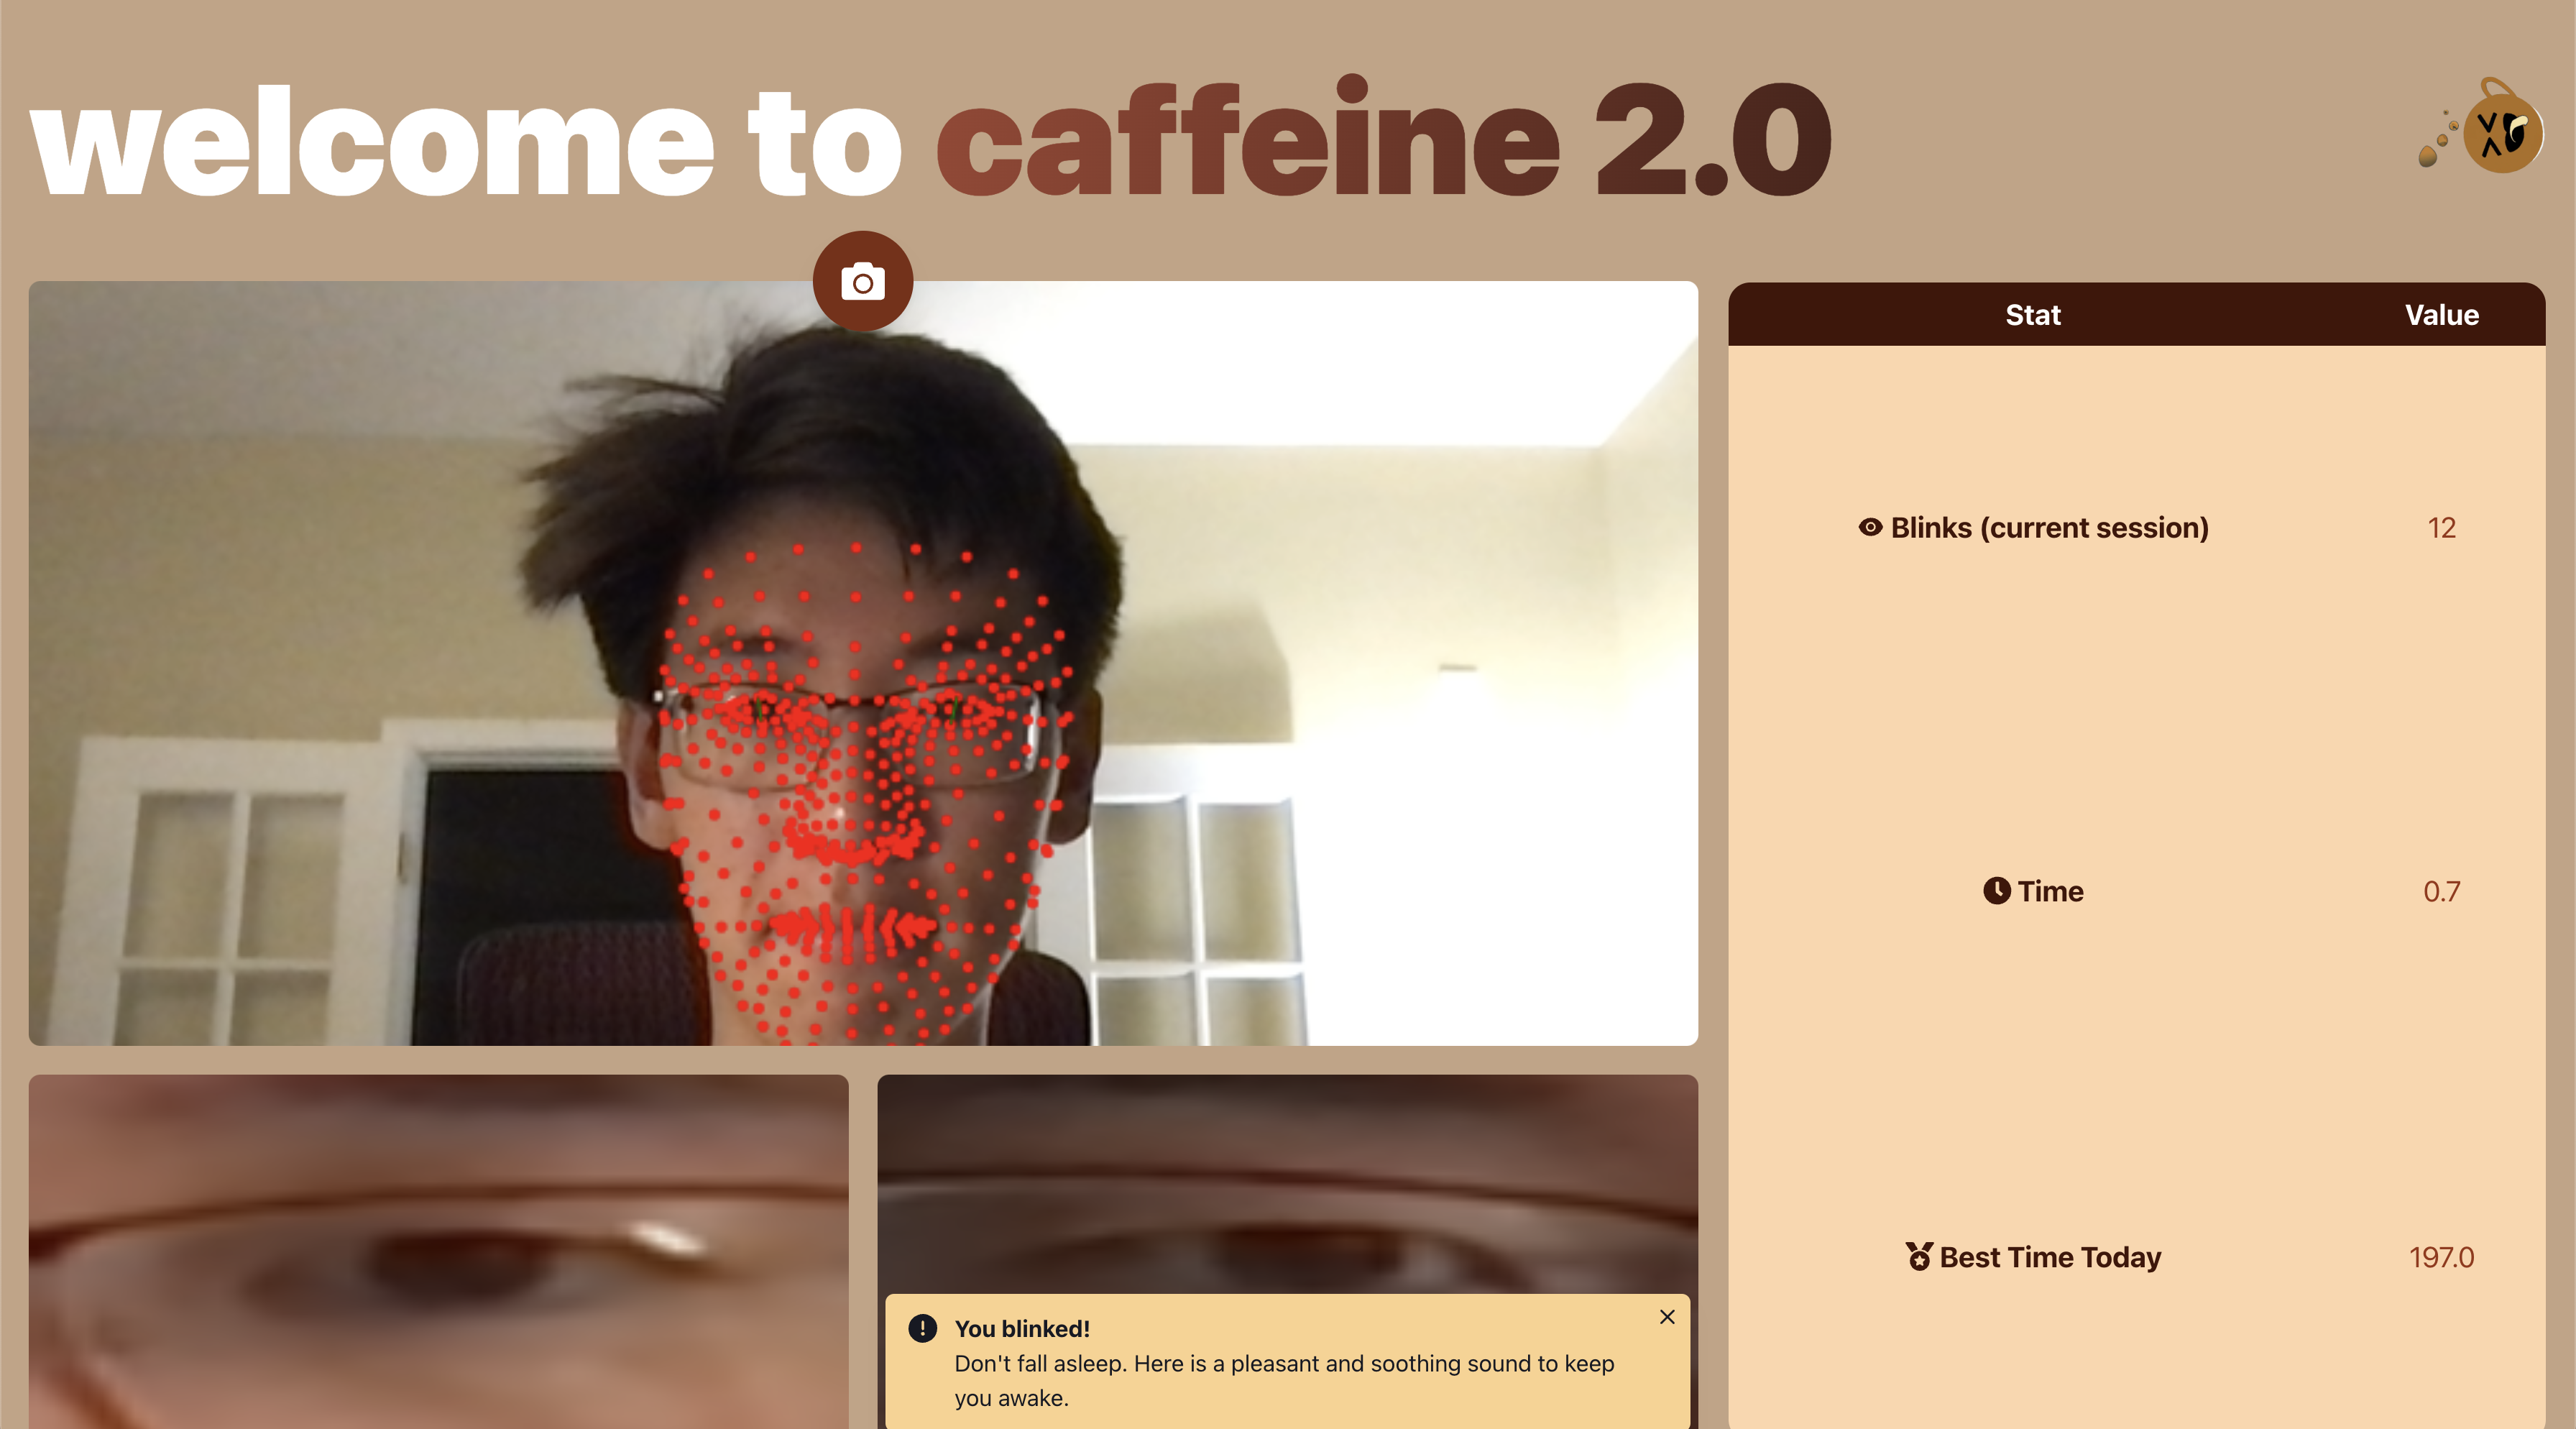 welcome to caffeine 2.0
Stat Value
Blinks (current session) 12
Time 0.7
Best Time Today 197.0
You blinked!
Don't fall asleep. Here is a pleasant and soothing sound to keep
you awake.